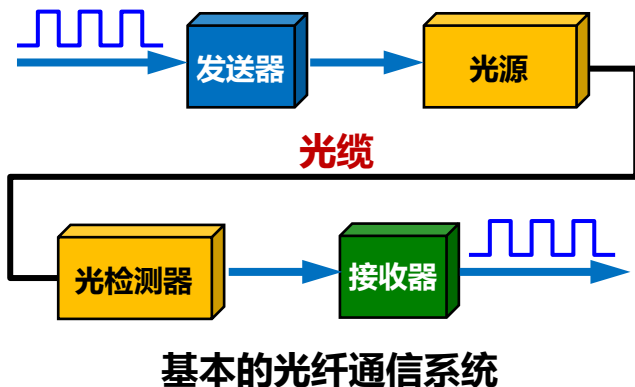 发送器
光源
光缆
光检测器
接收器
基本的光纤通信系统